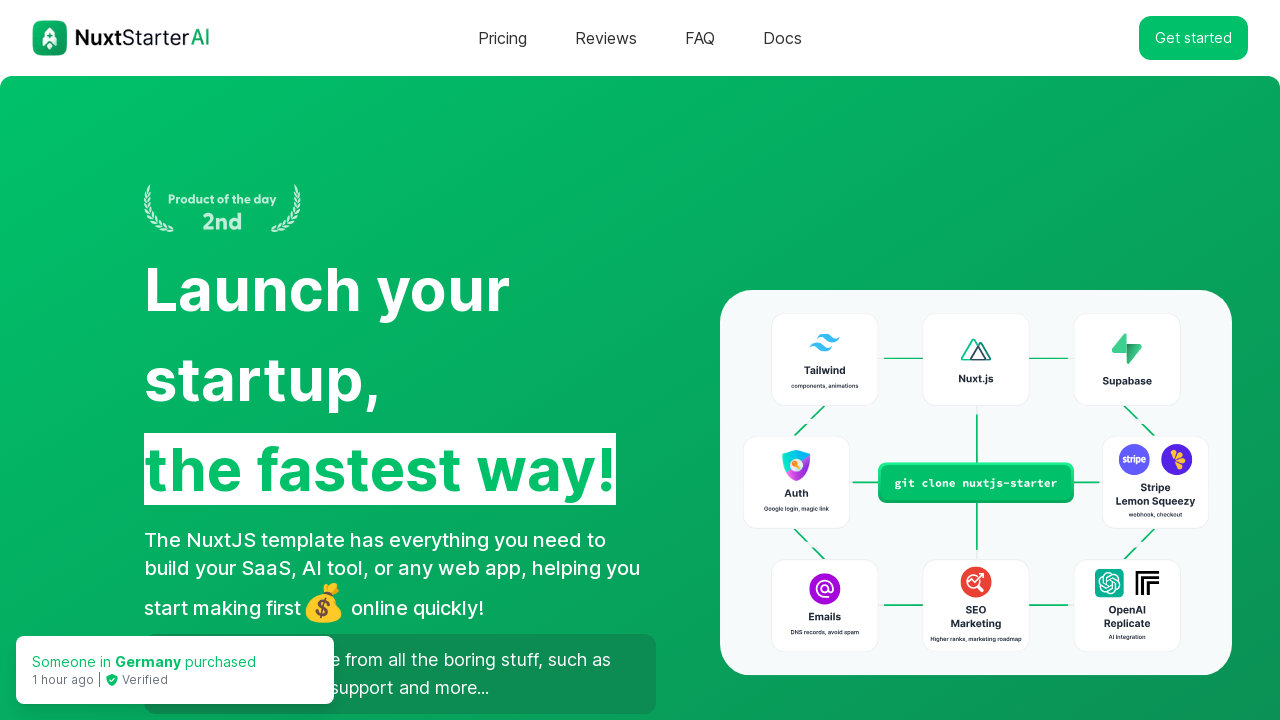 NuxtStarterAI
Pricing
Reviews
FAQ
Docs
Get started
Product of the day
2nd
Launch your
startup,
the fastest way!
The NuxtJS template has everything you need to
build your SaaS, AI tool, or any web app, helping you
start making first 💰 online quickly!
from all the boring stuff, such as
support and more...
Someone in Germany purchased
1 hour ago | Verified
Tailwind
components, animations
Nuxt.js
Supabase
Auth
Google login, magic link
git clone nuxtjs-starter
stripe
Stripe
Lemon Squeezy
webhook, checkout
Emails
DNS records, avoid spam
SEO
Marketing
Higher ranks, marketing roadmap
OpenAI
Replicate
AI Integration